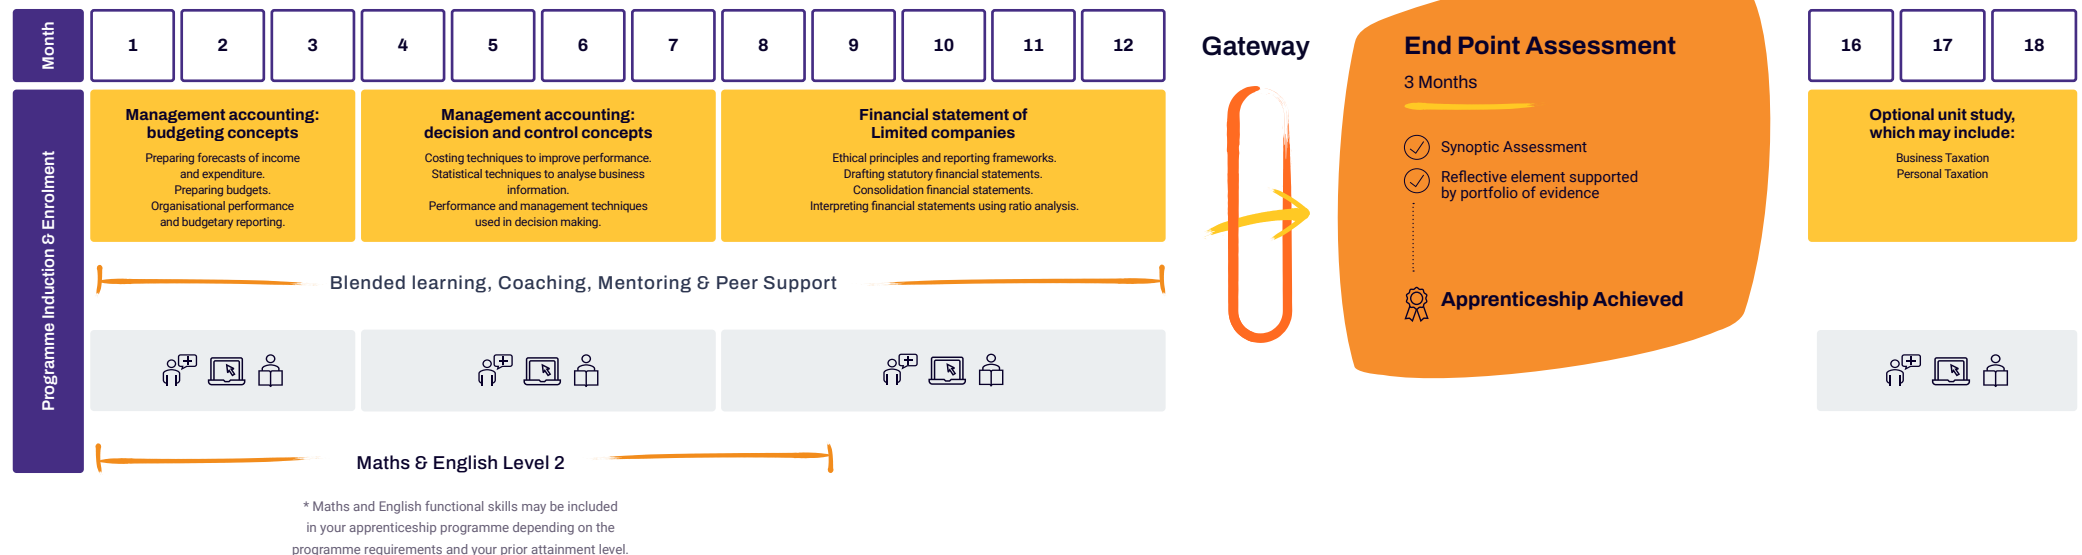 Month
1
2
3
4
5
6
7
8
9
10
11
12
Gateway
End Point Assessment
3 Months
16
17
18
Programme Induction & Enrolment
Management accounting:
budgeting concepts
Preparing forecasts of income
and expenditure.
Preparing budgets.
Organisational performance
and budgetary reporting.
Management accounting:
decision and control concepts
Costing techniques to improve performance.
Statistical techniques to analyse business
information.
Performance and management techniques
used in decision making.
Financial statement of
Limited companies
Ethical principles and reporting frameworks.
Drafting statutory financial statements.
Consolidation financial statements.
Interpreting financial statements using ratio analysis.
Synoptic Assessment
Reflective element supported
by portfolio of evidence
Apprenticeship Achieved
Optional unit study,
which may include:
Business Taxation
Personal Taxation
Blended learning, Coaching, Mentoring & Peer Support
Maths & English Level 2
* Maths and English functional skills may be included
in your apprenticeship programme depending on the
programme requirements and your prior attainment level.